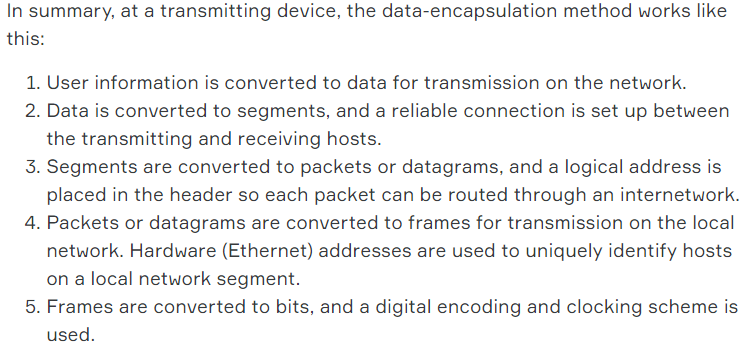 In summary, at a transmitting device, the data-encapsulation method works like
this:
1. User information is converted to data for transmission on the network.
2. Data is converted to segments, and a reliable connection is set up between
the transmitting and receiving hosts.
3. Segments are converted to packets or datagrams, and a logical address is
placed in the header so each packet can be routed through an internetwork.
4. Packets or datagrams are converted to frames for transmission on the local
network. Hardware (Ethernet) addresses are used to uniquely identify hosts
on a local network segment.
5. Frames are converted to bits, and a digital encoding and clocking scheme is
used.